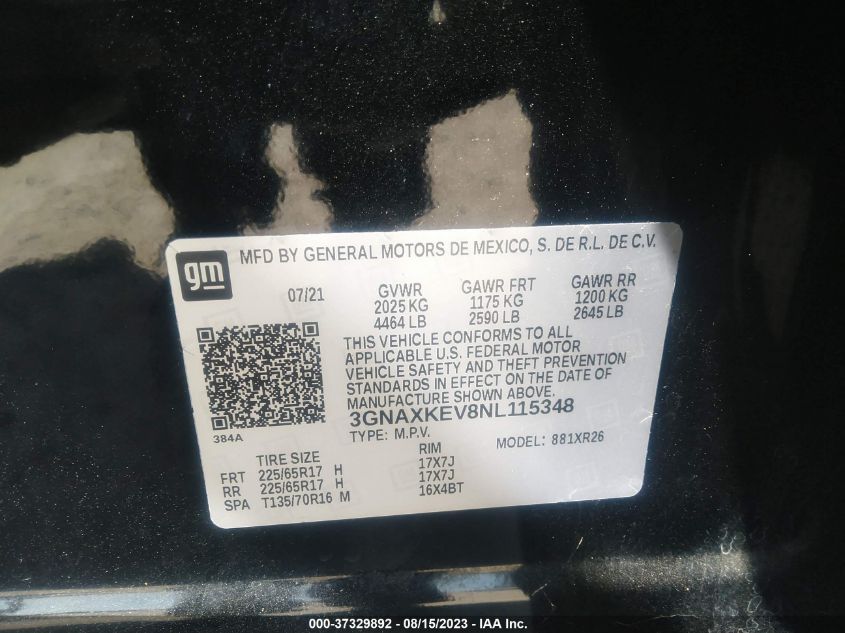 gm
MFD BY GENERAL MOTORS DE MEXICO, S. DE R.L. DE C.V.
07/21 GVWR GAWR FRT GAWR RR
2025 KG 1175 KG 1200 KG
4464 LB 2590 LB 2645 LB
THIS VEHICLE CONFORMS TO ALL
APPLICABLE U.S. FEDERAL MOTOR
VEHICLE SAFETY AND THEFT PREVENTION
STANDARDS IN EFFECT ON THE DATE OF
MANUFACTURE SHOWN ABOVE.
3GNAXKEV8NL115348
384A
TYPE: M.P.V. MODEL: 881XR26
TIRE SIZE RIM
FRT 225/65R17 H 17X7J
RR 225/65R17 H 17X7J
SPA T135/70R16 M 16X4BT
000-37329892 - 08/15/2023 - IAA Inc.